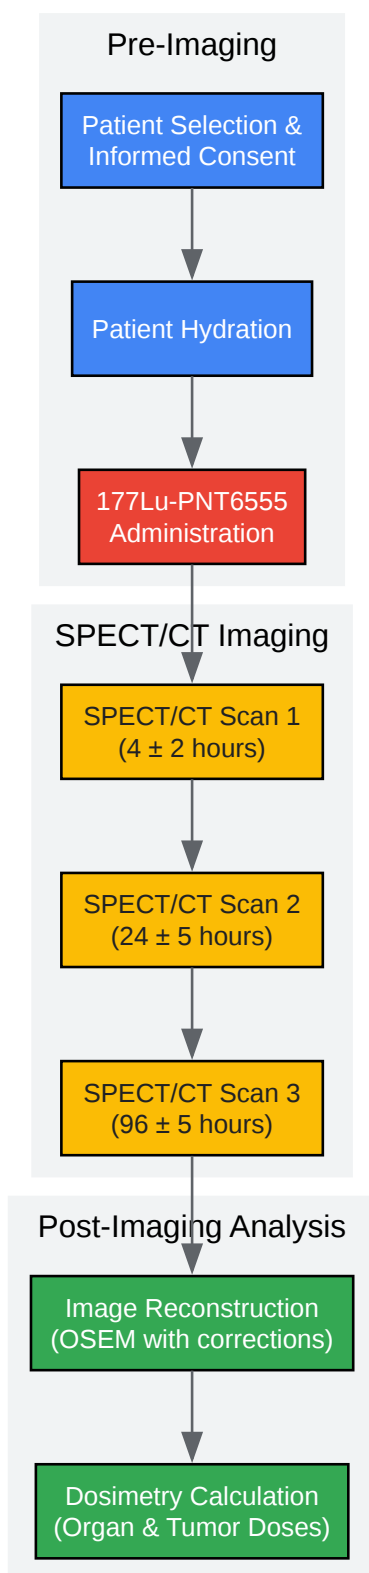 Pre-Imaging
Patient Selection &
Informed Consent
Patient Hydration
177Lu-PNT6555
Administration
SPECT/CT Imaging
SPECT/CT Scan 1
(4 ± 2 hours)
SPECT/CT Scan 2
(24 ± 5 hours)
SPECT/CT Scan 3
(96 ± 5 hours)
Post-Imaging Analysis
Image Reconstruction
(OSEM with corrections)
Dosimetry Calculation
(Organ & Tumor Doses)